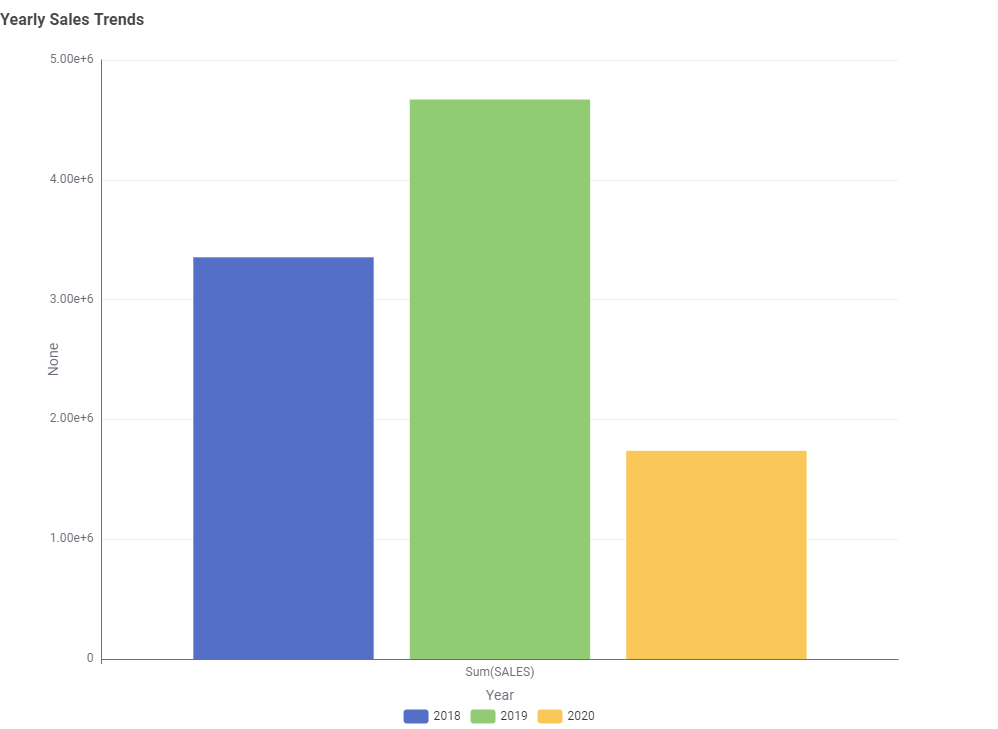 Yearly Sales Trends
5.00e+6
4.00e+6
3.00e+6
2.00e+6
1.00e+6
0
None
Sum(SALES)
Year
2018 2019 2020